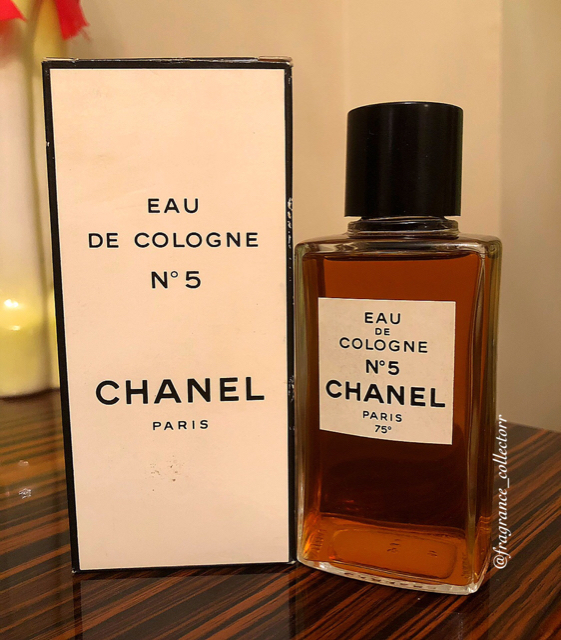 EAU
DE COLOGNE
N° 5
CHANEL
PARIS
EAU
DE
COLOGNE
N° 5
CHANEL
PARIS
75°
@fragrance_collectorr